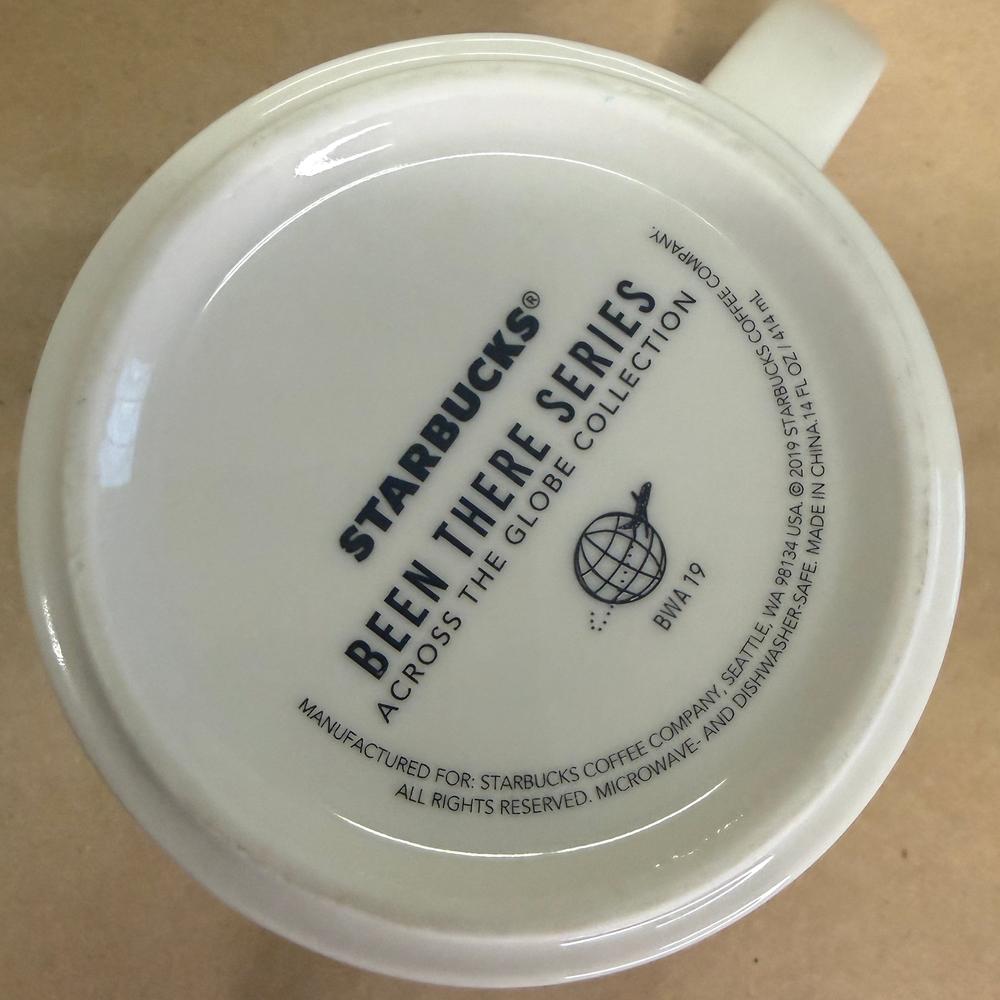 STARBUCKS®
BEEN THERE SERIES
ACROSS THE GLOBE COLLECTION
BWA 19
MANUFACTURED FOR: STARBUCKS COFFEE COMPANY, SEATTLE, WA 98134 USA. © 2019 STARBUCKS COFFEE COMPANY.
ALL RIGHTS RESERVED. MICROWAVE- AND DISHWASHER-SAFE. MADE IN CHINA.14 FL OZ / 414 mL